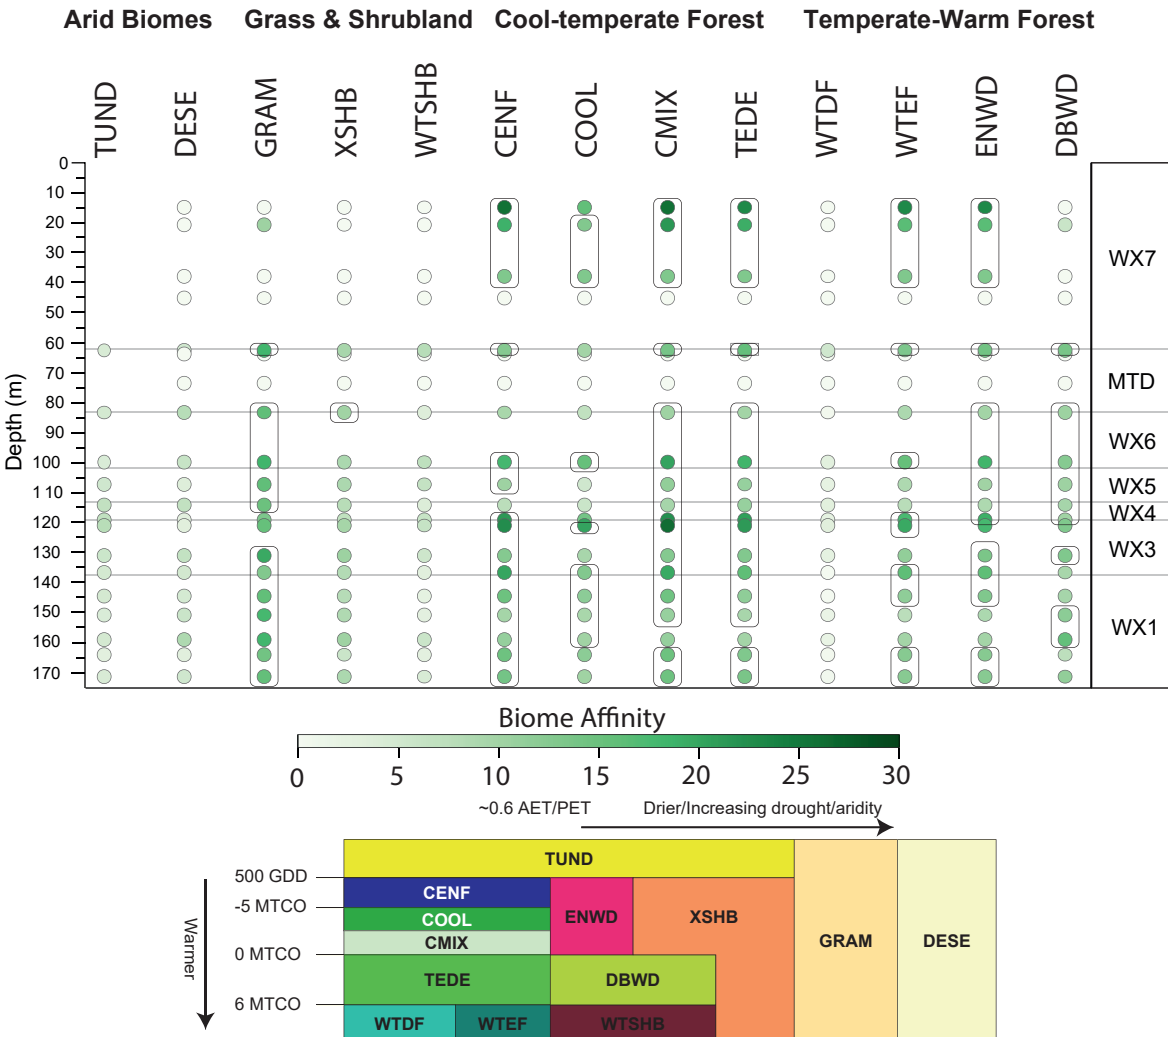 Arid Biomes Grass & Shrubland Cool-temperate Forest Temperate-Warm Forest
TUND DESE GRAM XSHB WTSHB CENF COOL CMIX TEDE WTDF WTEF ENWD DBWD
Depth (m)
0
10
20
30
40
50
60
70
80
90
100
110
120
130
140
150
160
170
WX7
MTD
WX6
WX5
WX4
WX3
WX1
Biome Affinity
0 5 10 15 20 25 30
~0.6 AET/PET Drier/Increasing drought/aridity
Warmer
500 GDD
-5 MTCO
0 MTCO
6 MTCO
TUND
CENF
COOL
CMIX
ENWD
XSHB
GRAM
DESE
TEDE
DBWD
WTDF
WTEF
WTSHB